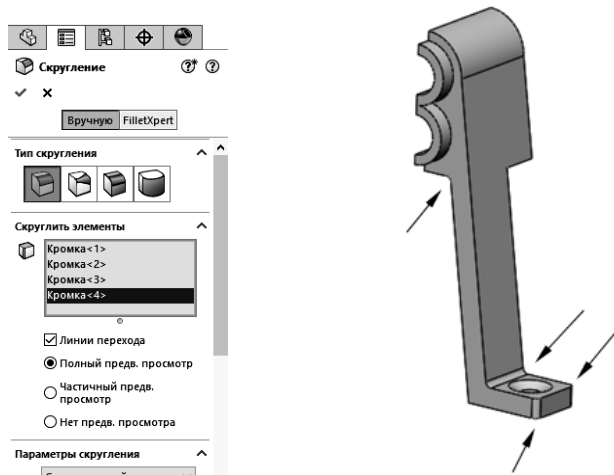 Скругление
Вручную FilletXpert
Тип скругления
Скруглить элементы
Кромка<1>
Кромка<2>
Кромка<3>
Кромка<4>
Линии перехода
Полный предв. просмотр
Частичный предв.
просмотр
Нет предв. просмотра
Параметры скругления